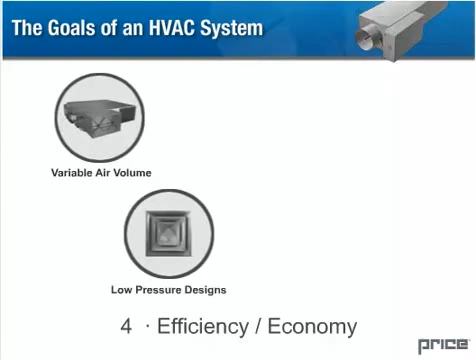 The Goals of an HVAC System
Variable Air Volume
Low Pressure Designs
4 · Efficiency / Economy
price